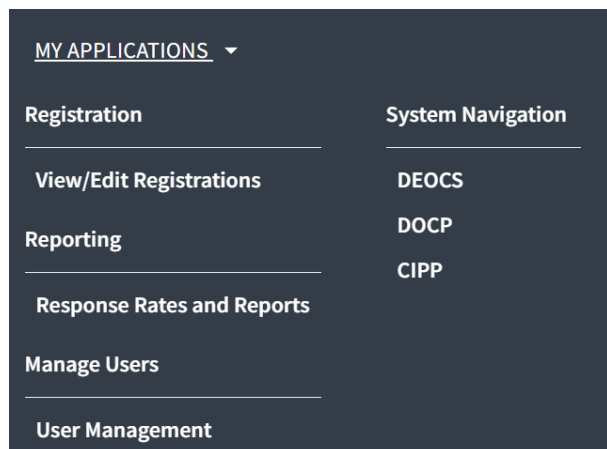 MY APPLICATIONS
Registration
View/Edit Registrations
Reporting
Response Rates and Reports
Manage Users
User Management
System Navigation
DEOCS
DOCP
CIPP